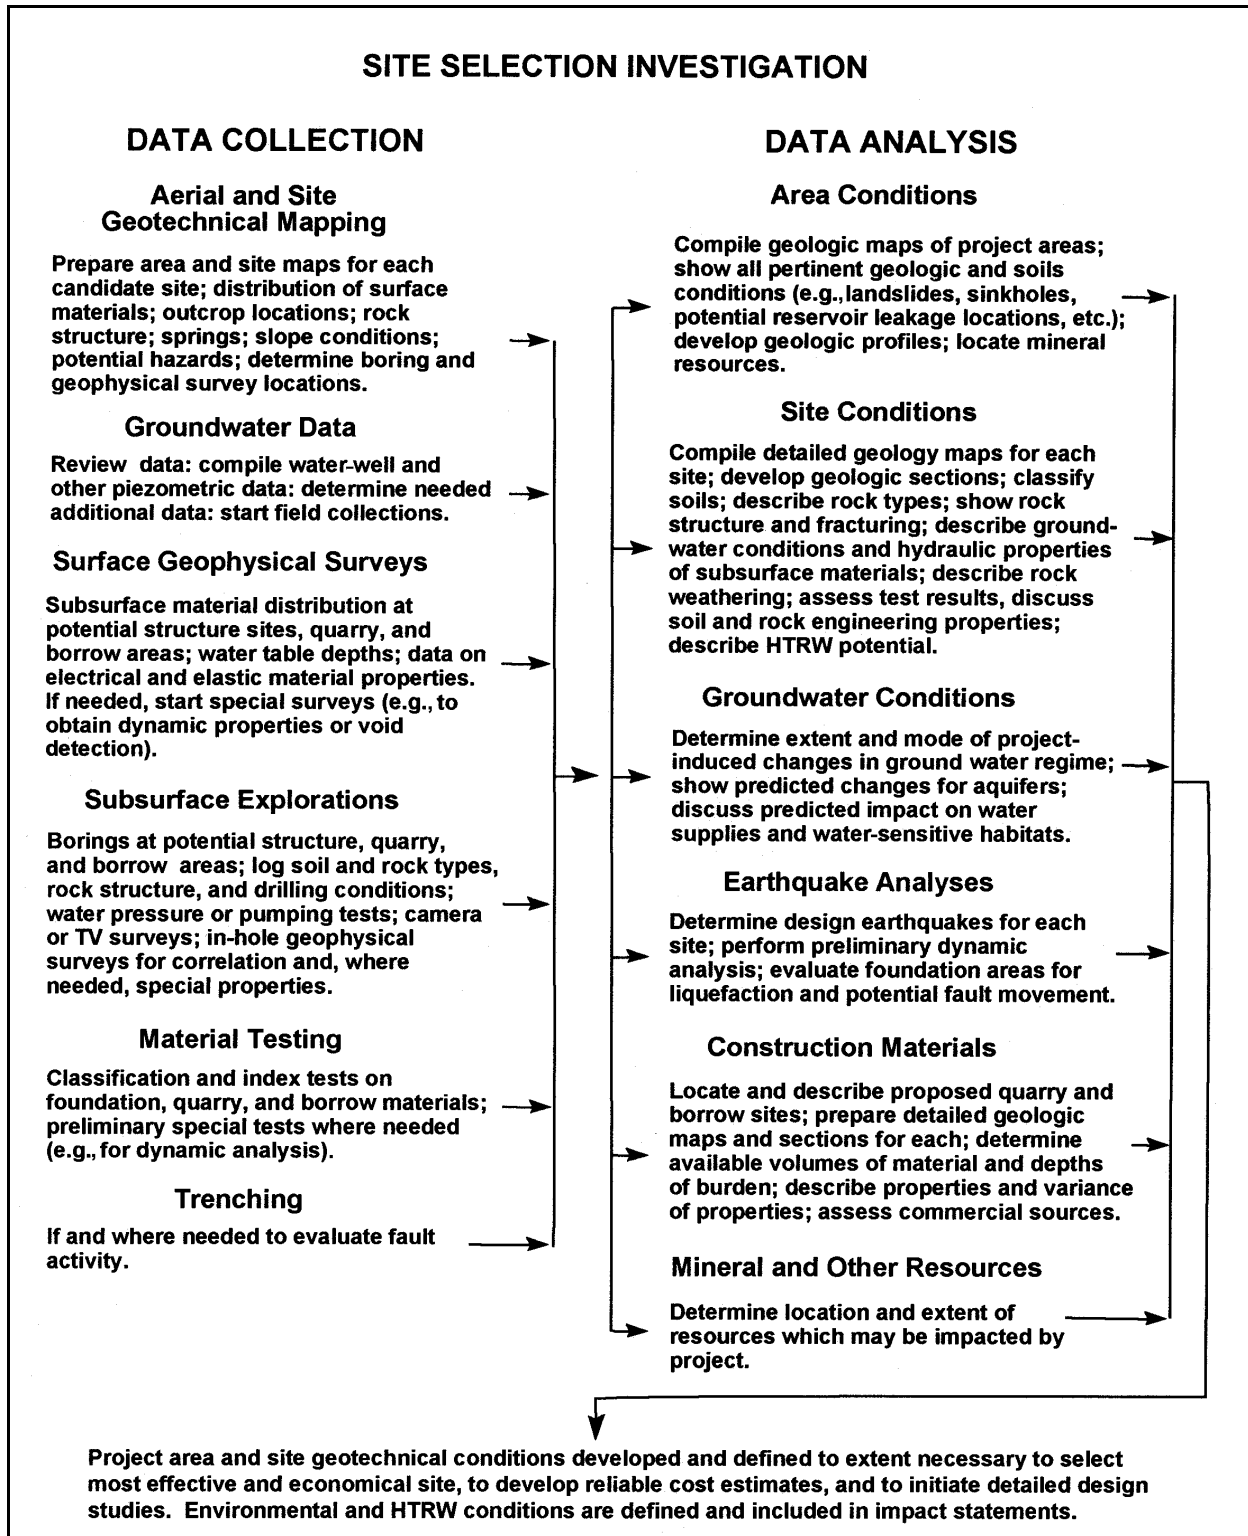 SITE SELECTION INVESTIGATION
DATA COLLECTION
Aerial and Site
Geotechnical Mapping
Prepare area and site maps for each
candidate site; distribution of surface
materials; outcrop locations; rock
structure; springs; slope conditions;
potential hazards; determine boring and
geophysical survey locations.
Groundwater Data
Review data: compile water-well and
other piezometric data: determine needed
additional data: start field collections.
Surface Geophysical Surveys
Subsurface material distribution at
potential structure sites, quarry, and
borrow areas; water table depths; data on
electrical and elastic material properties.
If needed, start special surveys (e.g., to
obtain dynamic properties or void
detection).
Subsurface Explorations
Borings at potential structure, quarry,
and borrow areas; log soil and rock types,
rock structure, and drilling conditions;
water pressure or pumping tests; camera
or TV surveys; in-hole geophysical
surveys for correlation and, where
needed, special properties.
Material Testing
Classification and index tests on
foundation, quarry, and borrow materials;
preliminary special tests where needed
(e.g., for dynamic analysis).
Trenching
If and where needed to evaluate fault
activity.
DATA ANALYSIS
Area Conditions
Compile geologic maps of project areas;
show all pertinent geologic and soils
conditions (e.g., landslides, sinkholes,
potential reservoir leakage locations, etc.);
develop geologic profiles; locate mineral
resources.
Site Conditions
Compile detailed geology maps for each
site; develop geologic sections; classify
soils; describe rock types; show rock
structure and fracturing; describe ground-
water conditions and hydraulic properties
of subsurface materials; describe rock
weathering; assess test results, discuss
soil and rock engineering properties;
describe HTRW potential.
Groundwater Conditions
Determine extent and mode of project-
induced changes in ground water regime;
show predicted changes for aquifers;
discuss predicted impact on water
supplies and water-sensitive habitats.
Earthquake Analyses
Determine design earthquakes for each
site; perform preliminary dynamic
analysis; evaluate foundation areas for
liquefaction and potential fault movement.
Construction Materials
Locate and describe proposed quarry and
borrow sites; prepare detailed geologic
maps and sections for each; determine
available volumes of material and depths
of burden; describe properties and variance
of properties; assess commercial sources.
Mineral and Other Resources
Determine location and extent of
resources which may be impacted by
project.
Project area and site geotechnical conditions developed and defined to extent necessary to select
most effective and economical site, to develop reliable cost estimates, and to initiate detailed design
studies. Environmental and HTRW conditions are defined and included in impact statements.